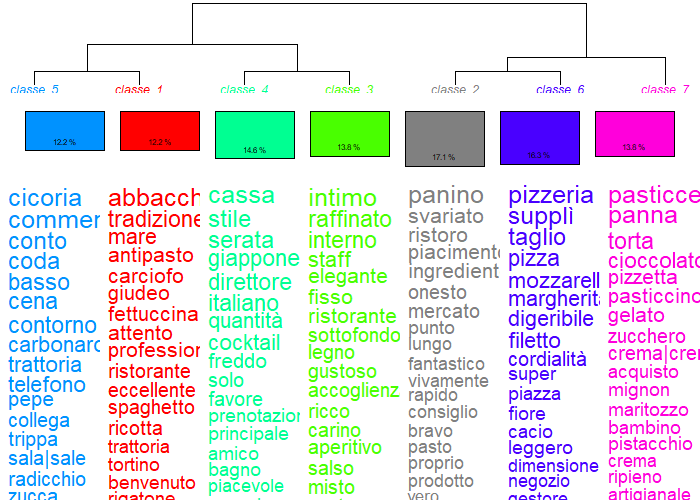 classe 5
classe 1
classe 4
classe 3
classe 2
classe 6
classe 7
12.2 %
12.2 %
14.6 %
13.8 %
17.1 %
16.3 %
13.8 %
cicoria
commer
conto
coda
basso
cena
contorno
carbonarc
trattoria
telefono
pepe
collega
trippa
sala|sale
radicchio
zucca
abbacch
tradizione
mare
antipasto
carciofo
giudeo
fettuccina
attento
profession
ristorante
eccellente
spaghetto
ricotta
trattoria
tortino
benvenuto
rigatone
cassa
stile
serata
giappone
direttore
italiano
quantità
cocktail
freddo
solo
favore
prenotazion
principale
amico
bagno
piacevole
intimo
raffinato
interno
staff
elegante
fisso
ristorante
sottofondo
legno
gustoso
accoglienz
ricco
carino
aperitivo
salso
misto
panino
svariato
ristoro
piaciment
ingredient
onesto
mercato
punto
lungo
fantastico
vivamente
rapido
consiglio
bravo
pasto
proprio
prodotto
vero
pizzeria
supplì
taglio
pizza
mozzarell
margherit
digeribile
filetto
cordialità
super
piazza
fiore
cacio
leggero
dimensione
negozio
gestore
pasticce
panna
torta
cioccolato
pizzetta
pasticcino
gelato
zucchero
crema|crem
acquisto
mignon
maritozzo
bambino
pistacchio
crema
ripieno
artigianale